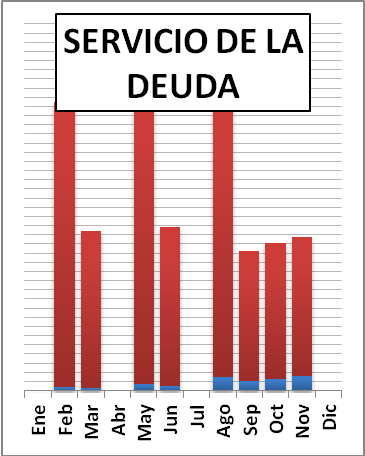 SERVICIO DE LA
DEUDA
Ene
Feb
Mar
Abr
May
Jun
Jul
Ago
Sep
Oct
Nov
Dic